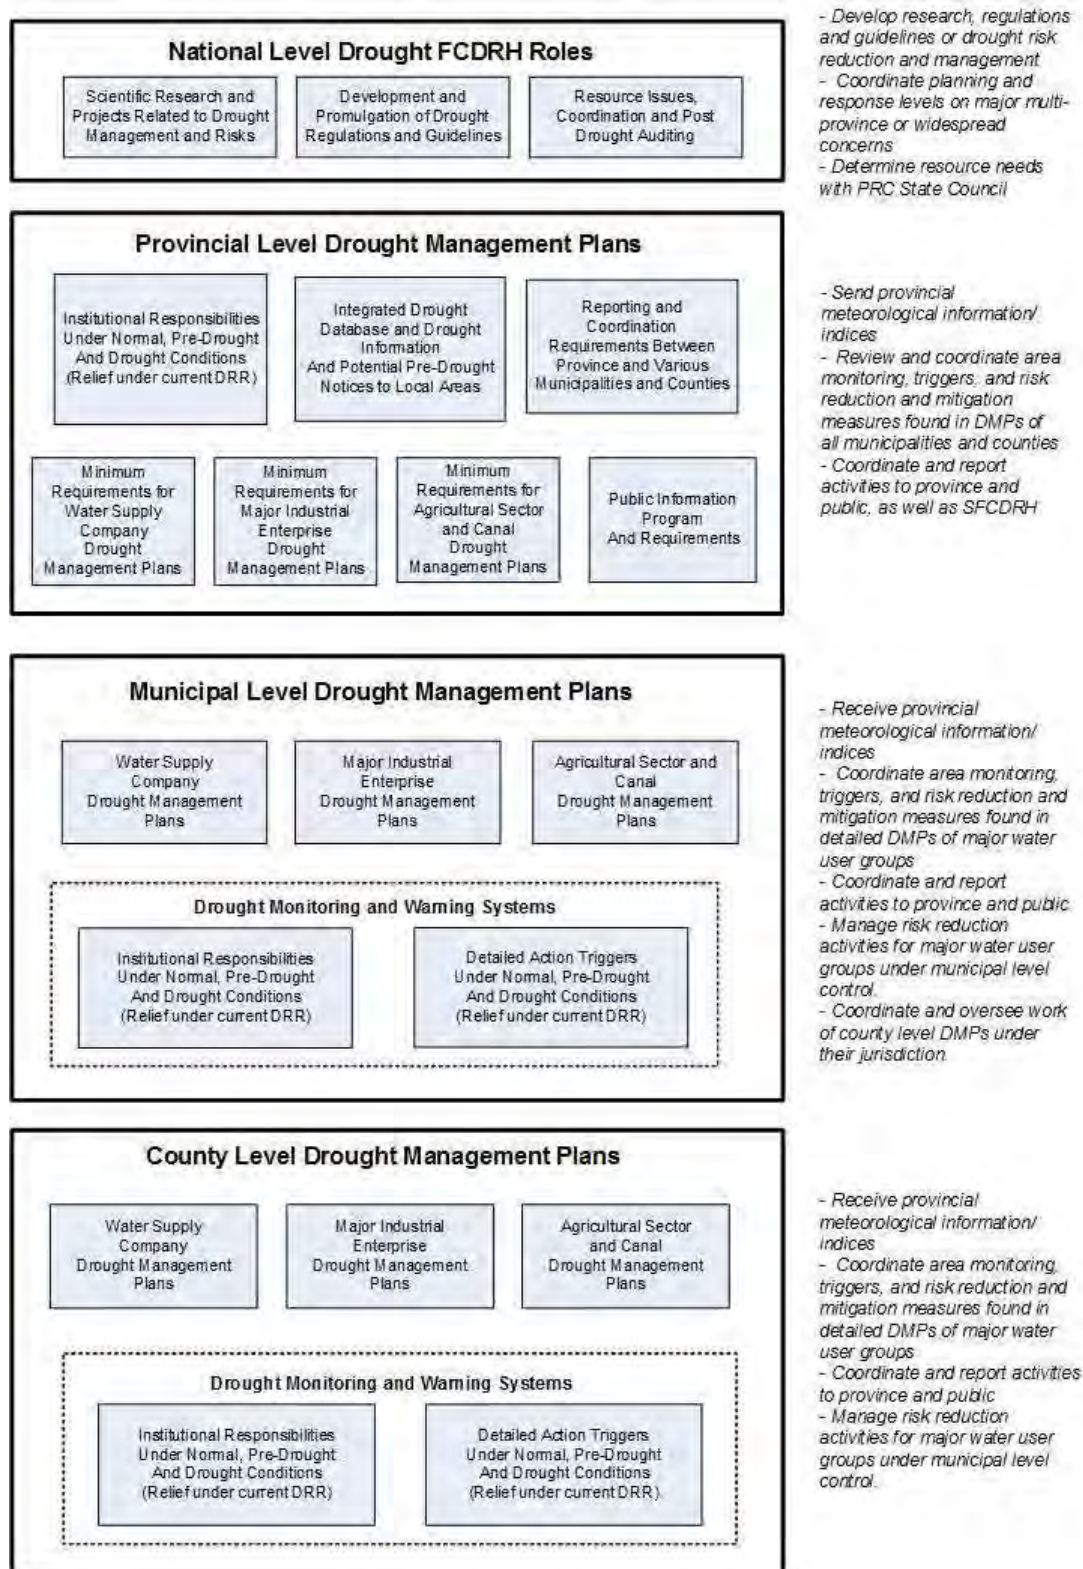 National Level Drought FCDRH Roles
Scientific Research and
Projects Related to Drought
Management and Risks
Development and
Promulgation of Drought
Regulations and Guidelines
Resource Issues,
Coordination and Post
Drought Auditing
- Develop research, regulations
and guidelines or drought risk
reduction and management
- Coordinate planning and
response levels on major multi-
province or widespread
concerns
- Determine resource needs
with PRC State Council
Provincial Level Drought Management Plans
Institutional Responsibilities
Under Normal, Pre-Drought
And Drought Conditions
(Relief under current DRR)
Integrated Drought
Database and Drought
Information
And Potential Pre-Drought
Notices to Local Areas
Reporting and
Coordination
Requirements Between
Province and Various
Municipalities and Counties
Minimum
Requirements for
Water Supply
Company
Drought
Management Plans
Minimum
Requirements for
Major Industrial
Enterprise
Drought
Management Plans
Minimum
Requirements for
Agricultural Sector
and Canal
Drought
Management Plans
Public Information
Program
And Requirements
- Send provincial
meteorological information/
indices
- Review and coordinate area
monitoring, triggers, and risk
reduction and mitigation
measures found in DMPs of
all municipalities and counties
- Coordinate and report
activities to province and
public, as well as SFCDRH
Municipal Level Drought Management Plans
Water Supply
Company
Drought Management
Plans
Major Industrial
Enterprise
Drought Management
Plans
Agricultural Sector and
Canal
Drought Management
Plans
Drought Monitoring and Warning Systems
Institutional Responsibilities
Under Normal, Pre-Drought
And Drought Conditions
(Relief under current DRR)
Detailed Action Triggers
Under Normal, Pre-Drought
And Drought Conditions
(Relief under current DRR)
- Receive provincial
meteorological information/
indices
- Coordinate area monitoring,
triggers, and risk reduction and
mitigation measures found in
detailed DMPs of major water
user groups
- Coordinate and report
activities to province and public
- Manage risk reduction
activities for major water user
groups under municipal level
control.
- Coordinate and oversee work
of county level DMPs under
their jurisdiction.
County Level Drought Management Plans
Water Supply
Company
Drought Management
Plans
Major Industrial
Enterprise
Drought Management
Plans
Agricultural Sector
and Canal
Drought Management
Plans
Drought Monitoring and Warning Systems
Institutional Responsibilities
Under Normal, Pre-Drought
And Drought Conditions
(Relief under current DRR)
Detailed Action Triggers
Under Normal, Pre-Drought
And Drought Conditions
(Relief under current DRR)
- Receive provincial
meteorological information/
indices
- Coordinate area monitoring,
triggers, and risk reduction and
mitigation measures found in
detailed DMPs of major water
user groups
- Coordinate and report activities
to province and public
- Manage risk reduction
activities for major water user
groups under municipal level
control.